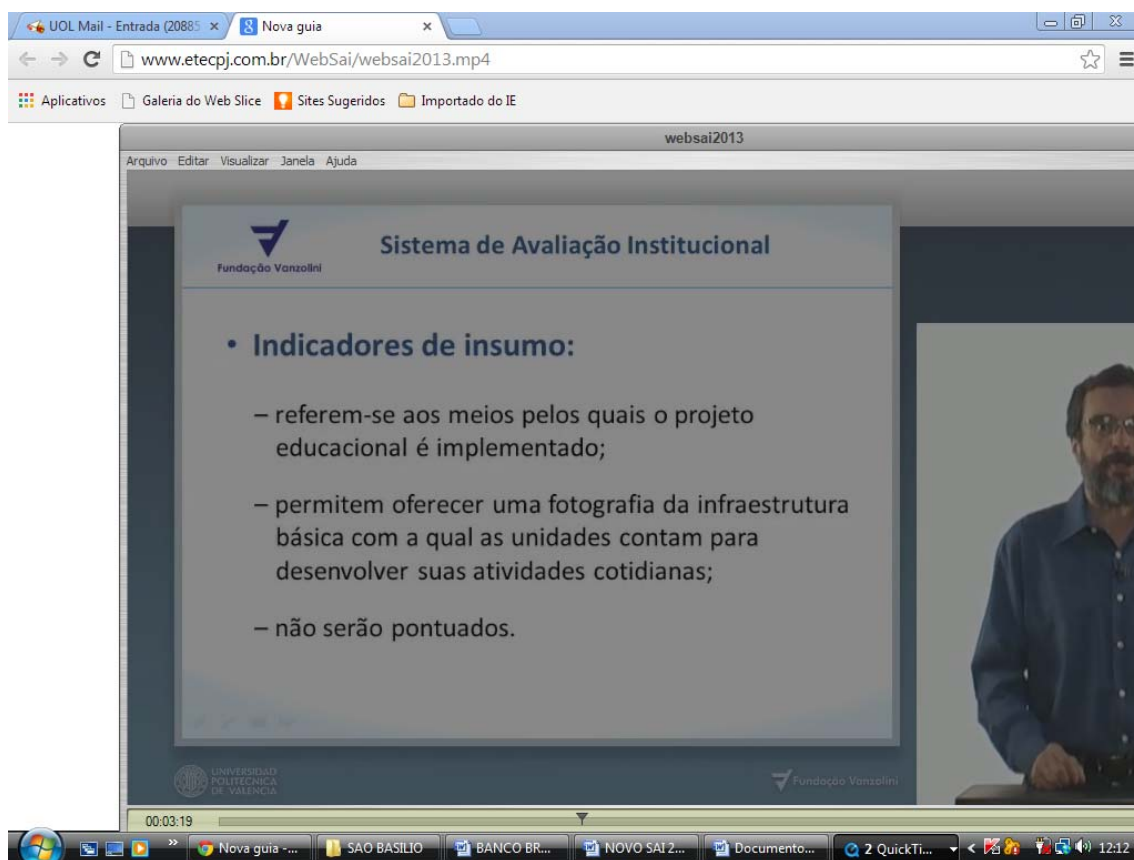 UOL Mail - Entrada (20885
Nova guia
www.etecpj.com.br/WebSai/websai2013.mp4
Aplicativos Galeria do Web Slice Sites Sugeridos Importado do IE
websai2013
Arquivo Editar Visualizar Janela Ajuda
Fundação Vanzolini
Sistema de Avaliação Institucional
• Indicadores de insumo:
– referem-se aos meios pelos quais o projeto
educacional é implementado;
– permitem oferecer uma fotografia da infraestrutura
básica com a qual as unidades contam para
desenvolver suas atividades cotidianas;
– não serão pontuados.
UNIVERSIDAD
POLITECNICA
DE VALENCIA
Fundação Vanzolini
00:03:19
Nova guia -... SAO BASILIO BANCO BR... NOVO SAI 2... Documento... 2 QuickTi... 12:12